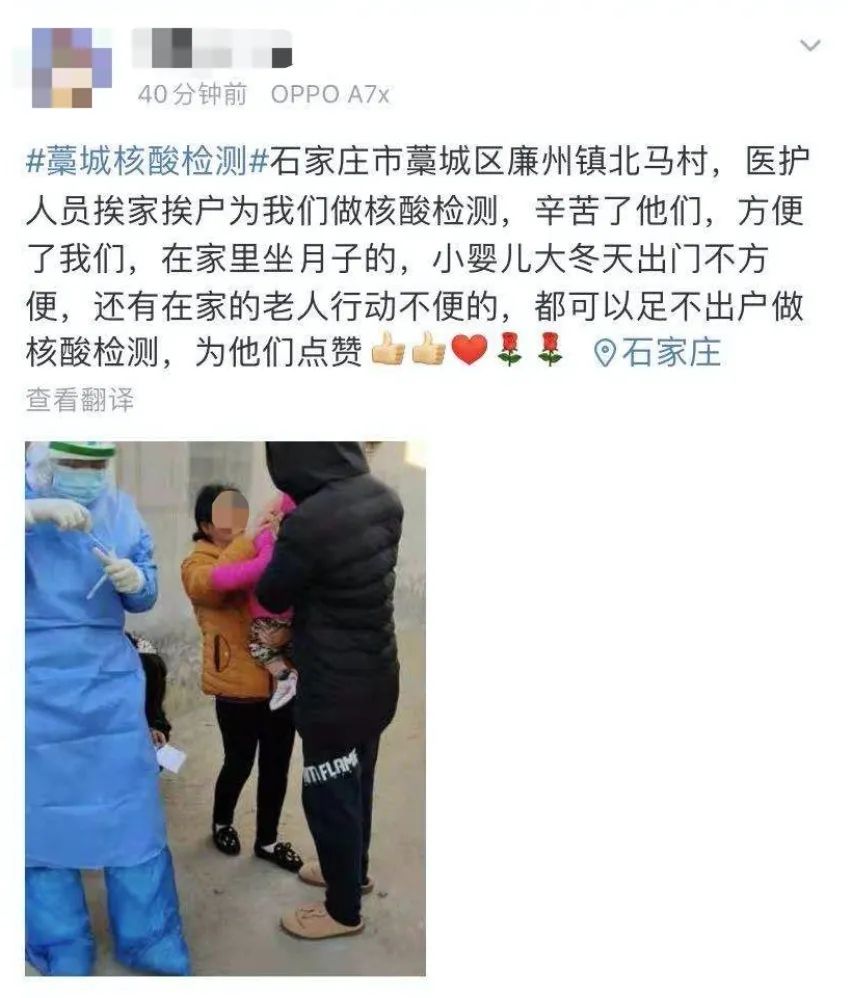 40分钟前 OPPO A7x
#藁城核酸检测#石家庄市藁城区廉州镇北马村，医护
人员挨家挨户为我们做核酸检测，辛苦了他们，方便
了我们，在家里坐月子的，小婴儿大冬天出门不方
便，还有在家的老人行动不便的，都可以足不出户做
核酸检测，为他们点赞👍👍❤️🌹🌹 石家庄
查看翻译